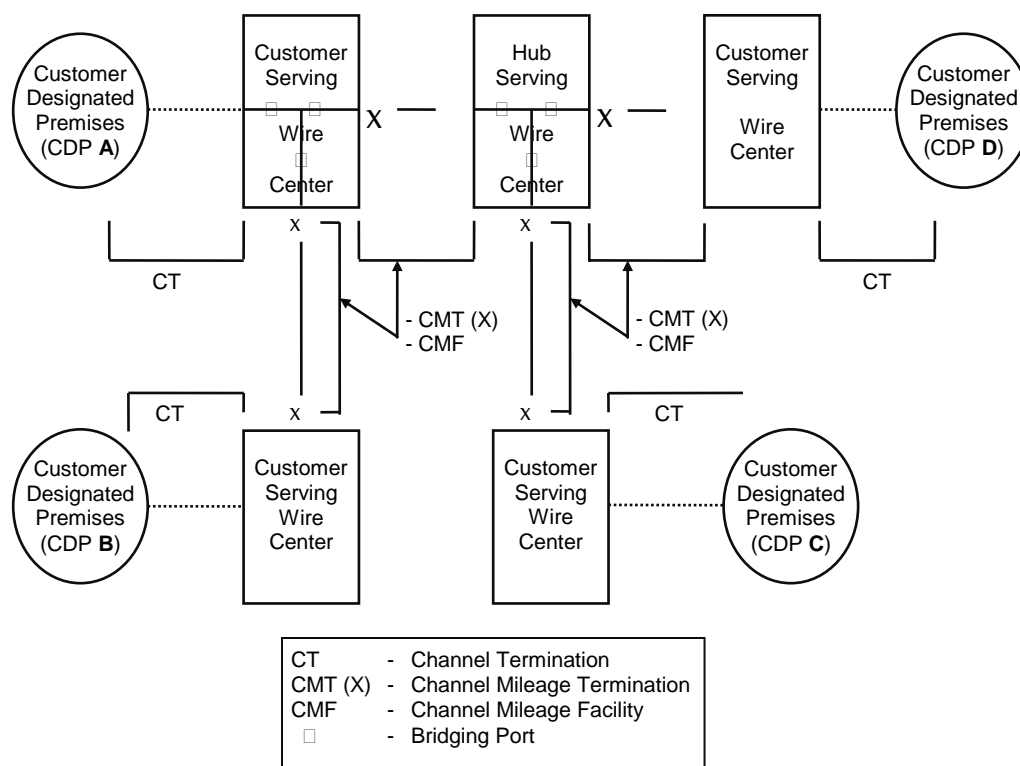 Customer
Designated
Premises
(CDP A)
Customer
Serving
Wire
Center
X
Hub
Serving
Wire
Center
X
Customer
Serving
Wire
Center
Customer
Designated
Premises
(CDP D)
CT
x
- CMT (X)
- CMF
x
- CMT (X)
- CMF
CT
CT
x
x
CT
Customer
Designated
Premises
(CDP B)
Customer
Serving
Wire
Center
Customer
Serving
Wire
Center
Customer
Designated
Premises
(CDP C)
CT - Channel Termination
CMT (X) - Channel Mileage Termination
CMF - Channel Mileage Facility
□ - Bridging Port